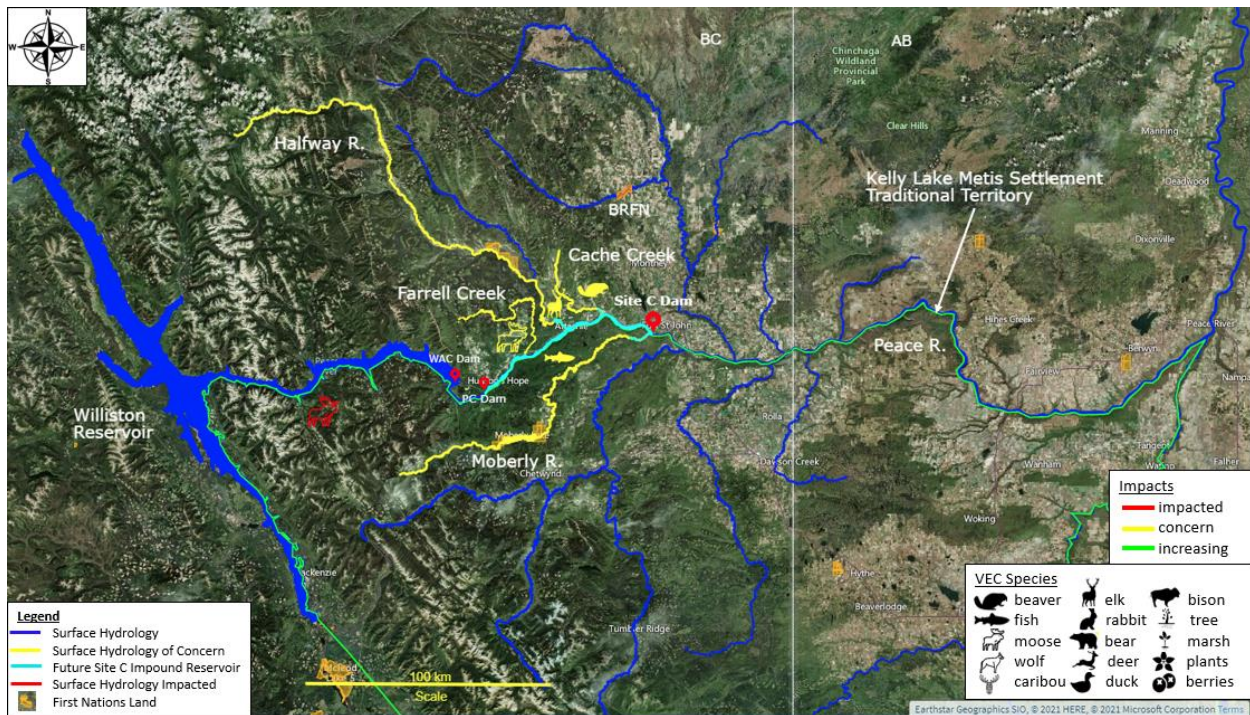 N
W
E
S
BC
AB
Chinchaga
Wildland
Provincial
Park
Clear Hills
Manning
Deadwood
Halfway R.
Kelly Lake Metis Settlement
Traditional Territory
BRFN
Dixonville
Cache Creek
Montney
Farrell Creek
Site C Dam
St John
Hines Creek
Peace River
Peace R.
Berwyn
WAC Dam
Fairview
Nampa
PC Dam
Williston
Reservoir
Rolla
Tangent
Moberly R.
Chetwynd
Dawson Creek
Wanham
Falher
Woking
Impacts
impacted
concern
increasing
Hythe
Beaverlodge
Tumbler Ridge
VEC Species
beaver elk bison
fish rabbit tree
moose bear marsh
wolf deer plants
caribou duck berries
Legend
Surface Hydrology
Surface Hydrology of Concern
Future Site C Impound Reservoir
Surface Hydrology Impacted
First Nations Land
100 km
Scale
Earthstar Geographics SIO, © 2021 HERE, © 2021 Microsoft Corporation Terms